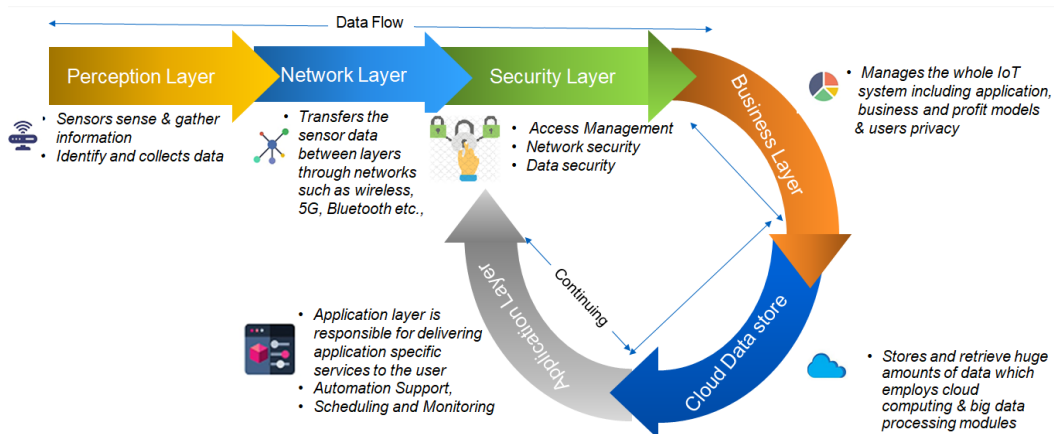 Data Flow
Perception Layer
Network Layer
Security Layer
Business Layer
• Sensors sense & gather
information
• Identify and collects data
• Transfers the
sensor data
between layers
through networks
such as wireless,
5G, Bluetooth etc.,
• Access Management
• Network security
• Data security
• Manages the whole IoT
system including application,
business and profit models
& users privacy
Continuing
Application Layer
Cloud Data store
• Application layer is
responsible for delivering
application specific
services to the user
• Automation Support,
• Scheduling and Monitoring
• Stores and retrieve huge
amounts of data which
employs cloud
computing & big data
processing modules